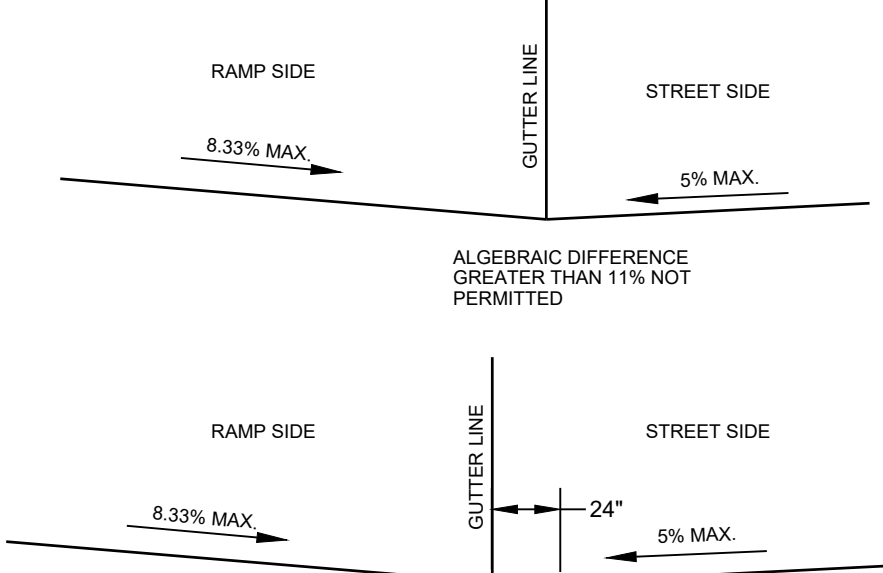 RAMP SIDE
GUTTER LINE
STREET SIDE
8.33% MAX.
5% MAX.
ALGEBRAIC DIFFERENCE
GREATER THAN 11% NOT
PERMITTED
RAMP SIDE
GUTTER LINE
STREET SIDE
8.33% MAX.
24"
5% MAX.